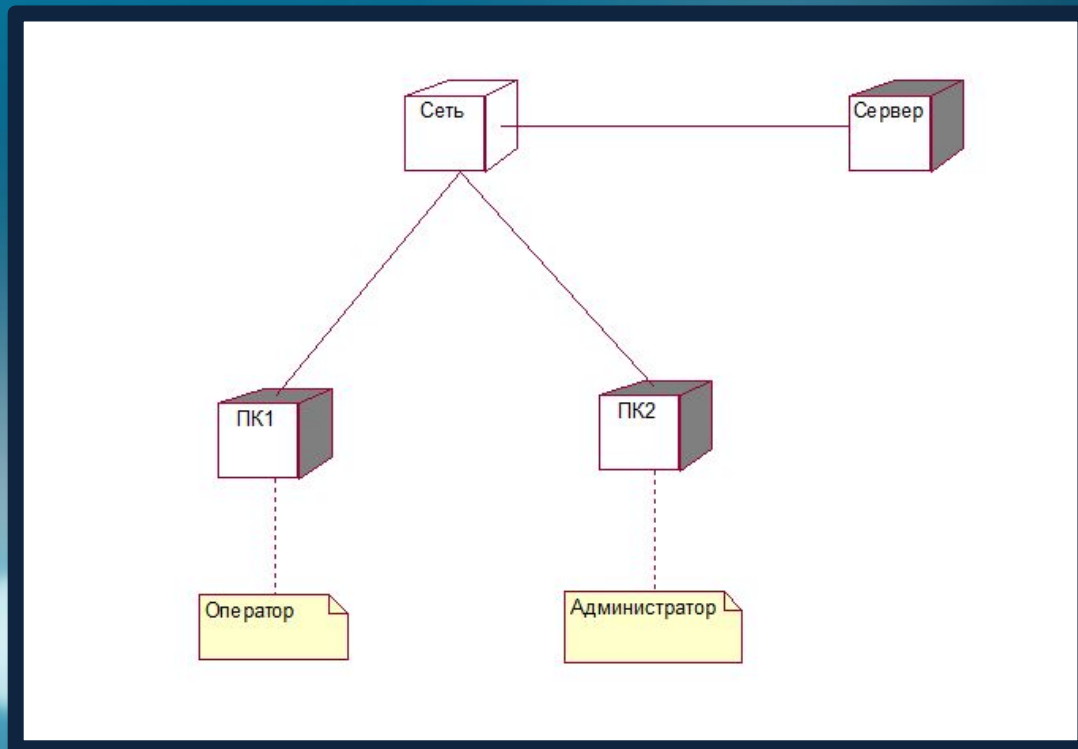 Сеть
Сервер
ПК1
ПК2
Оператор
Администратор